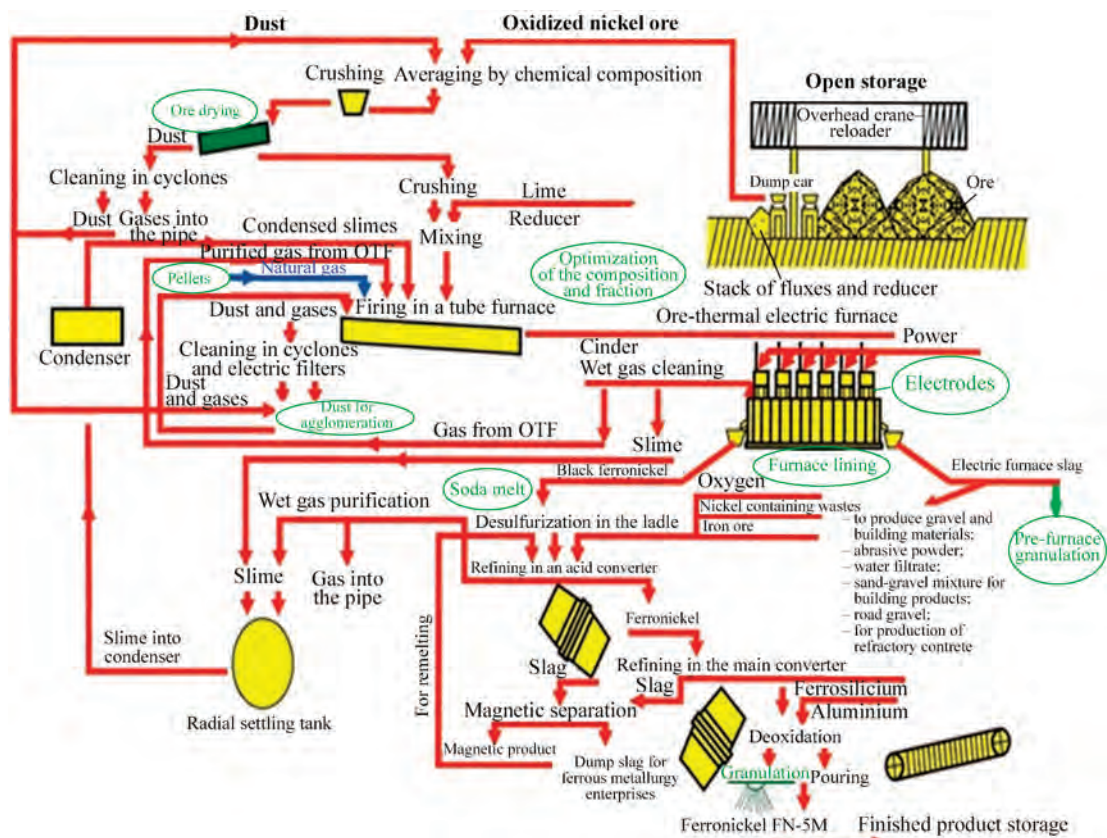 Dust
Oxidized nickel ore
Crushing
Averaging by chemical composition
Open storage
Overhead crane–
reloader
Ore drying
Dust
Cleaning in cyclones
Crushing
Lime
Reducer
Dump car
Ore
Dust
Gases into
the pipe
Condensed slimes
Mixing
Purified gas from OTF
Natural gas
Pellets
Optimization
of the composition
and fraction
Stack of fluxes and reducer
Dust and gases
Firing in a tube furnace
Ore-thermal electric furnace
Condenser
Cleaning in cyclones
and electric filters
Cinder
Power
Wet gas cleaning
Electrodes
Dust
and gases
Dust for
agglomeration
Gas from OTF
Slime
Black ferronickel
Furnace lining
Electric furnace slag
Soda melt
Oxygen
Wet gas purification
Nickel containing wastes
Desulfurization in the ladle
Iron ore
– to produce gravel and
building materials;
– abrasive powder;
– water filtrate;
– sand-gravel mixture for
building products;
– road gravel;
– for production of
refractory contrete
Pre-furnace
granulation
Slime
Gas into
the pipe
Refining in an acid converter
Ferronickel
Slime into
condenser
Slag
Refining in the main converter
Slag
For remelting
Radial settling tank
Magnetic separation
Ferrosilicium
Aluminium
Magnetic product
Dump slag for
ferrous metallurgy
enterprises
Deoxidation
Granulation
Pouring
Ferronickel FN-5M
Finished product storage